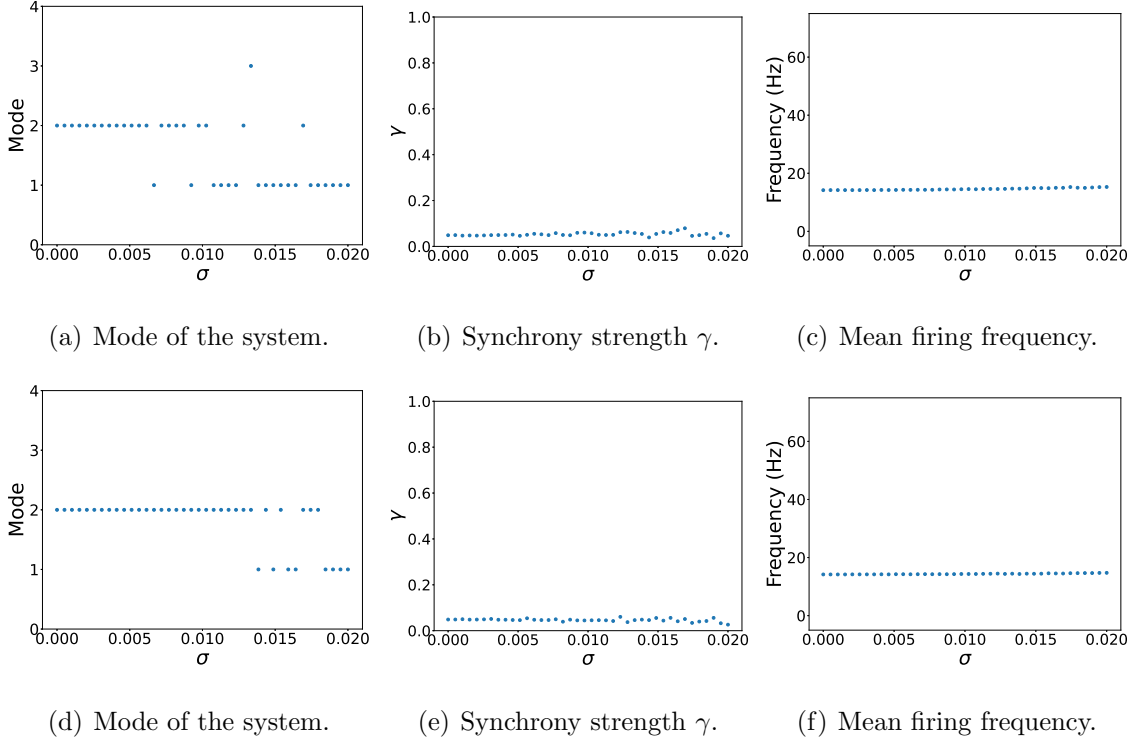 4
3
2
1
0
Mode
0.000 0.005 0.010 0.015 0.020
σ
1.0
0.8
0.6
0.4
0.2
0.0
γ
0.000 0.005 0.010 0.015 0.020
σ
60
40
20
0
Frequency (Hz)
0.000 0.005 0.010 0.015 0.020
σ
(a) Mode of the system.
(b) Synchrony strength γ.
(c) Mean firing frequency.
4
3
2
1
0
Mode
0.000 0.005 0.010 0.015 0.020
σ
1.0
0.8
0.6
0.4
0.2
0.0
γ
0.000 0.005 0.010 0.015 0.020
σ
60
40
20
0
Frequency (Hz)
0.000 0.005 0.010 0.015 0.020
σ
(d) Mode of the system.
(e) Synchrony strength γ.
(f) Mean firing frequency.